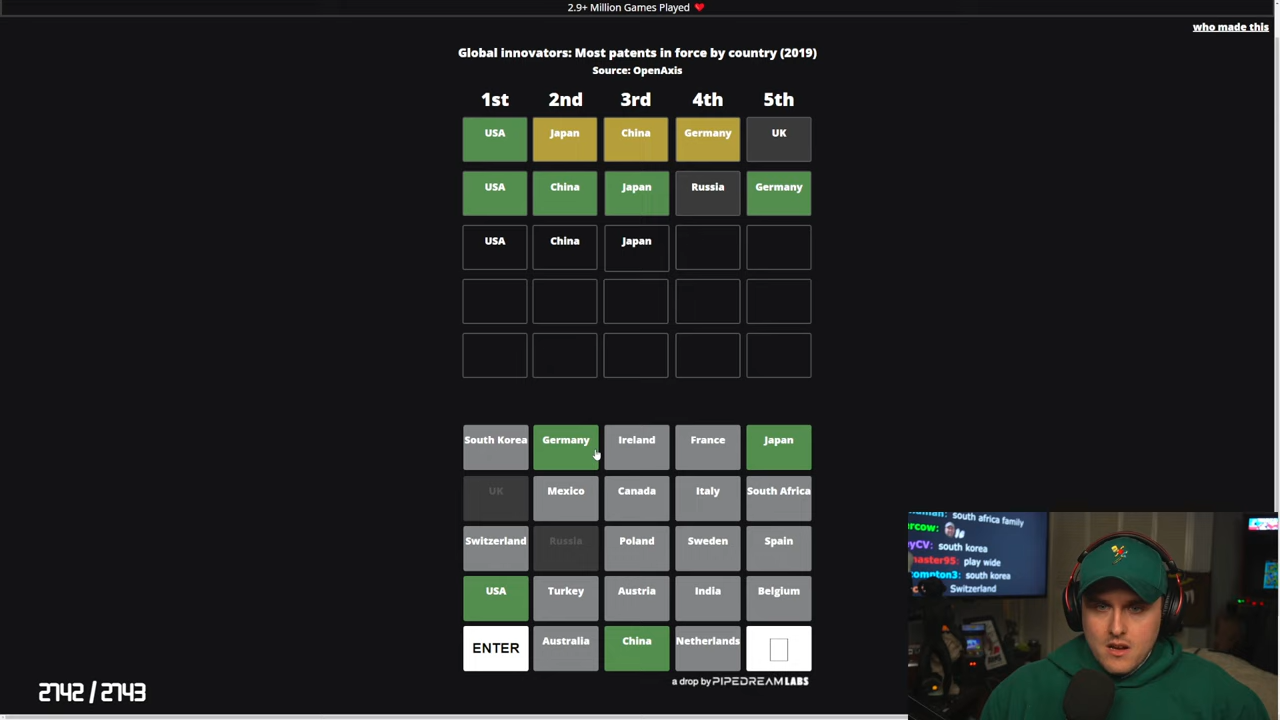 2.9+ Million Games Played ❤
who made this
Global innovators: Most patents in force by country (2019)
Source: OpenAxis
1st 2nd 3rd 4th 5th
USA Japan China Germany UK
USA China Japan Russia Germany
USA China Japan
South Korea Germany Ireland France Japan
UK Mexico Canada Italy South Africa
Switzerland Russia Poland Sweden Spain
USA Turkey Austria India Belgium
ENTER Australia China Netherlands
a drop by PIPEDREAM LABS
south africa family
south korea
master95: play wide
compton3: south korea
Switzerland
2742 / 2743